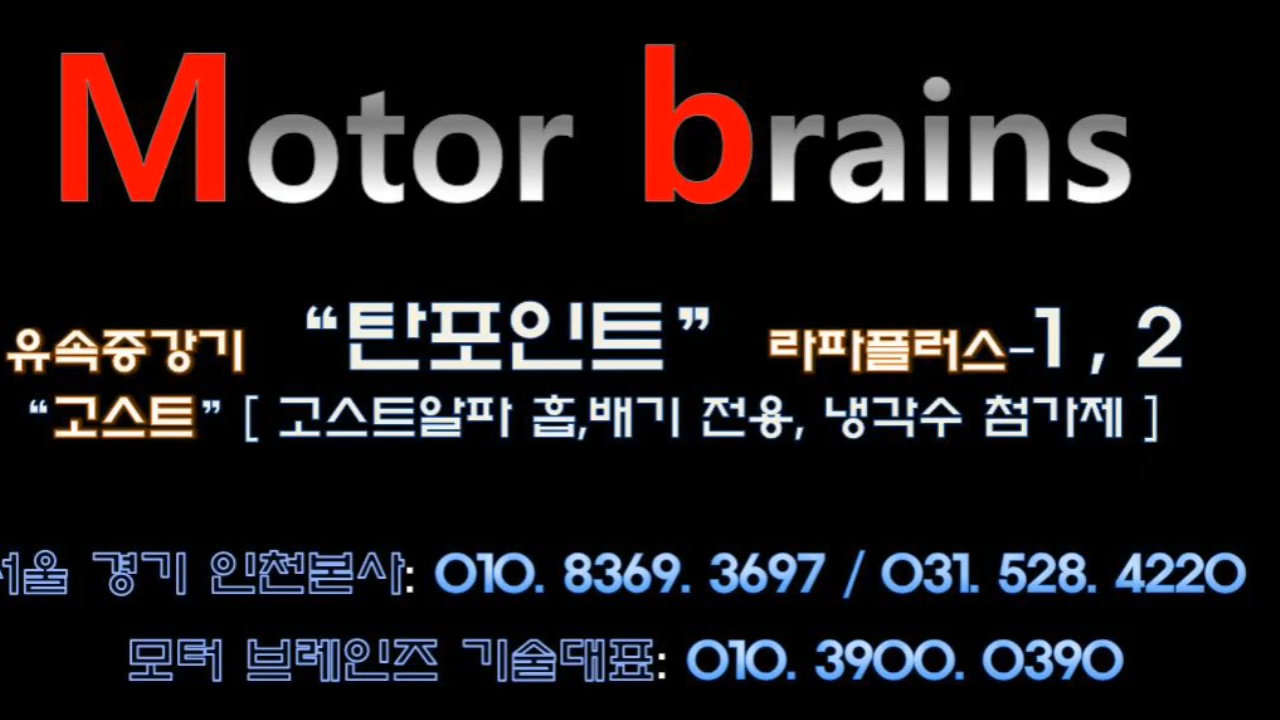 Motor brains
유속증강기 “탄포인트” 라파플러스-1 , 2
“고스트” [ 고스트알파 흡,배기 전용, 냉각수 첨가제 ]
서울 경기 인천본사: 010. 8369. 3697 / 031. 528. 4220
모터 브레인즈 기술대표: 010. 3900. 0390